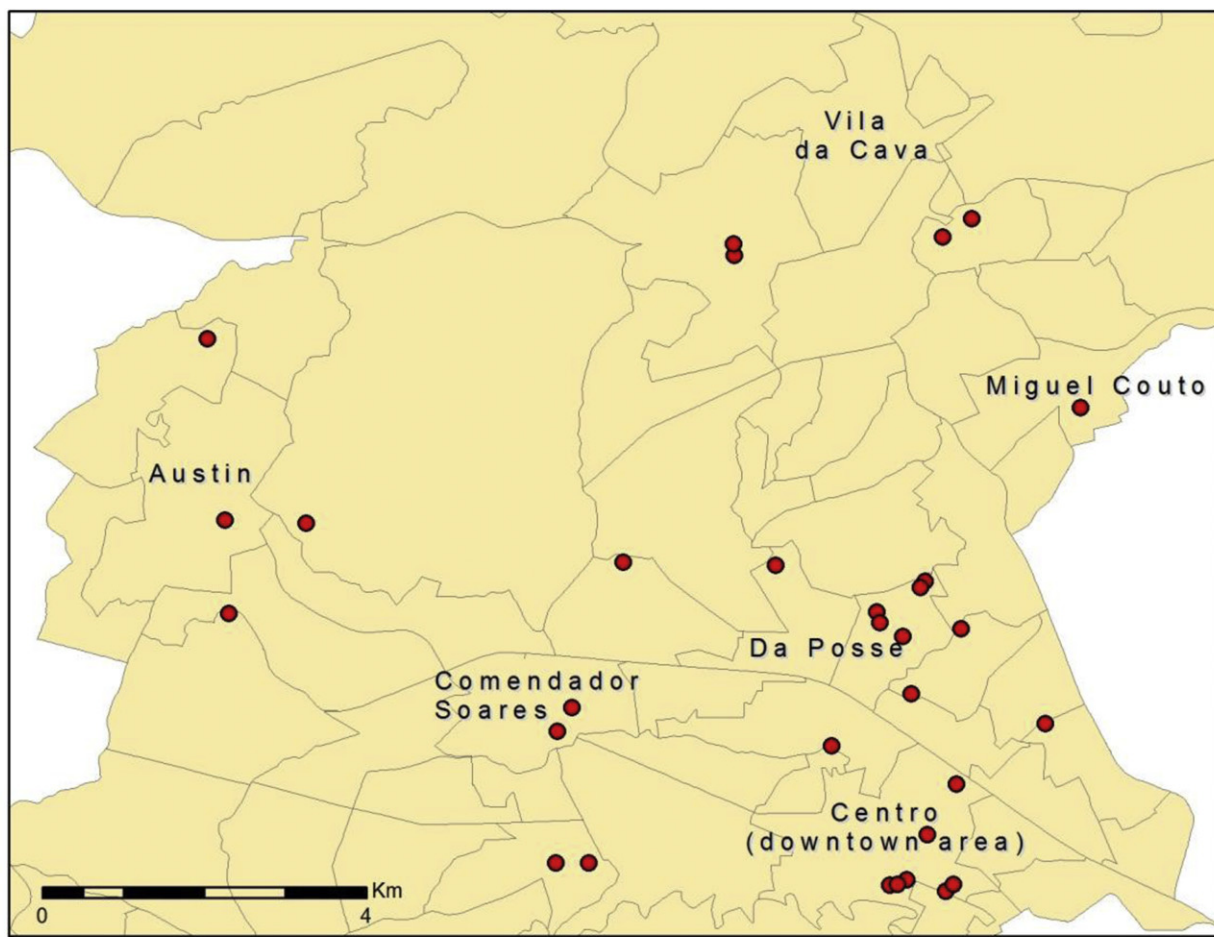 Vila
da Cava
Miguel Couto
Austin
Da Posse
Comendador
Soares
Centro
(downtown area)
Km
0 4